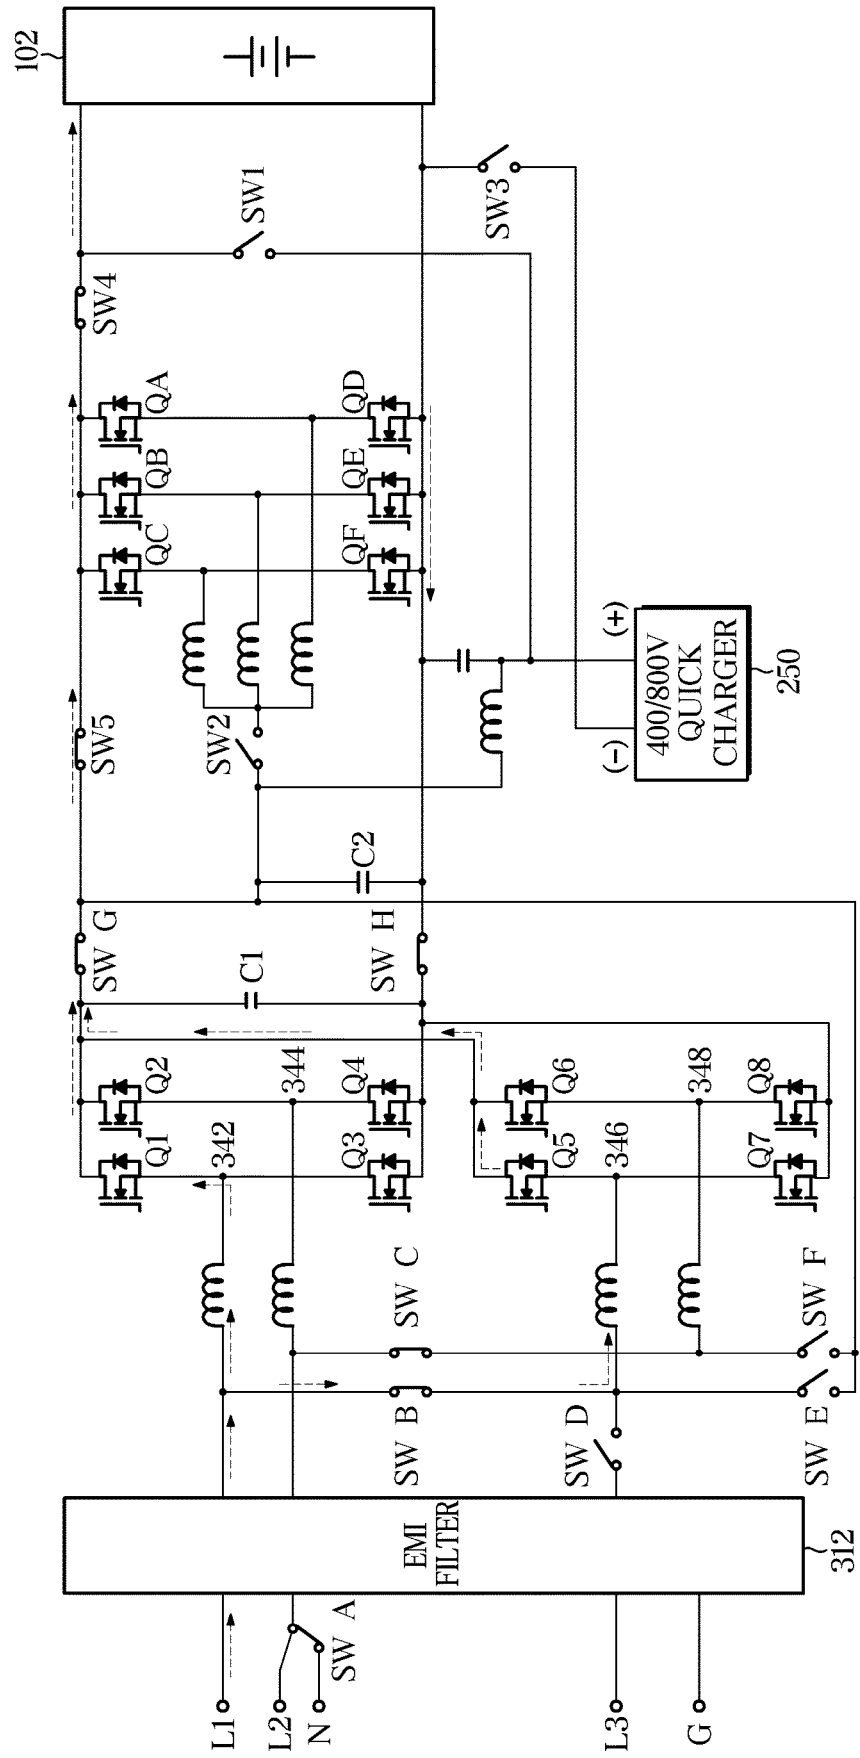 L1
L2
N
SW A
L3
G
EMI
FILTER
312
SW B
SW C
SW D
SW E
SW F
342
344
346
348
Q1
Q2
Q3
Q4
Q5
Q6
Q7
Q8
C1
SW G
SW H
C2
SW5
SW2
QC
QB
QA
QF
QE
QD
(-)
(+)
400/800V
QUICK
CHARGER
250
SW4
SW1
SW3
102